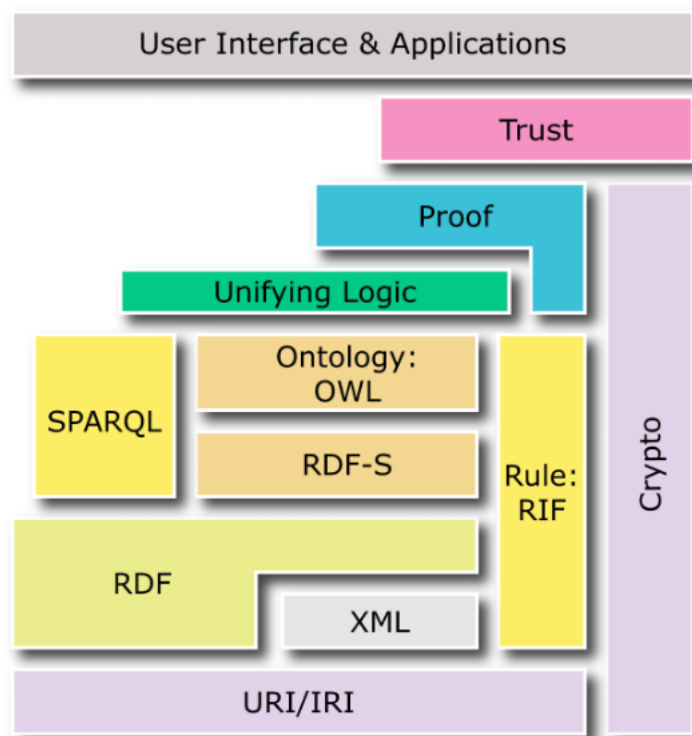 User Interface & Applications
Trust
Proof
Unifying Logic
Ontology:
OWL
SPARQL
RDF-S
Rule:
RIF
Crypto
RDF
XML
URI/IRI